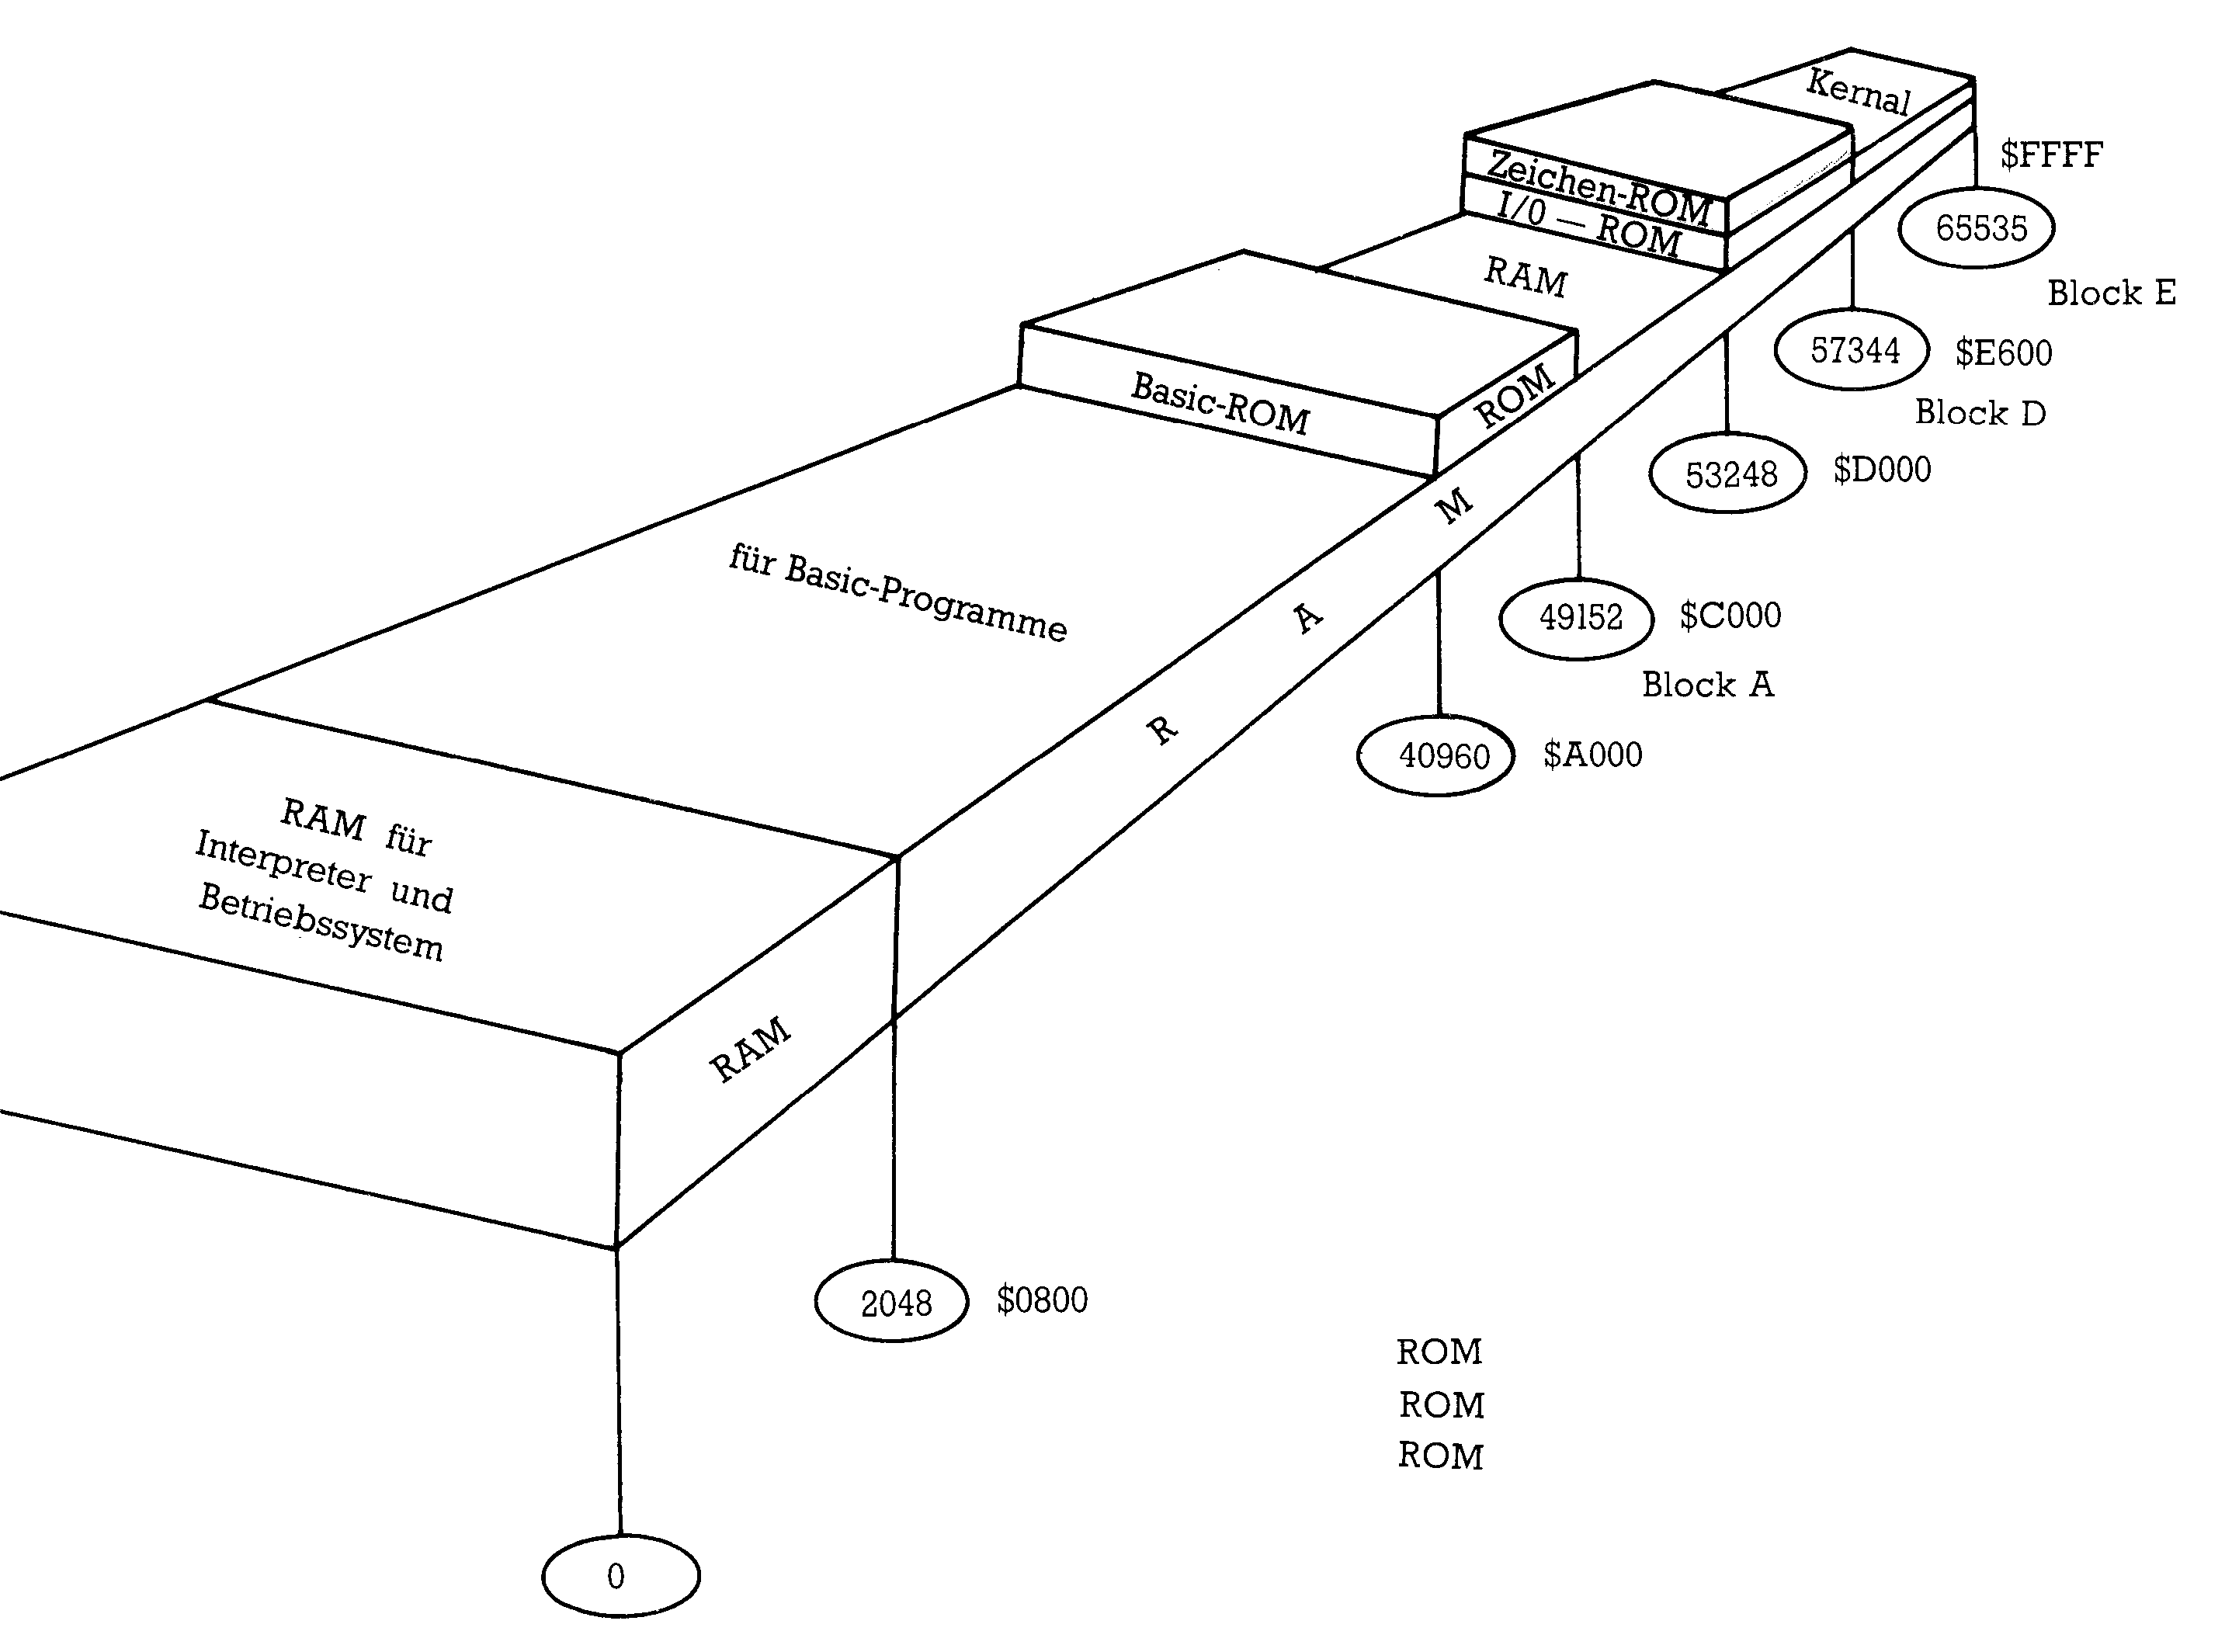 Kernal
$FFFF
65535
Zeichen-ROM
I/0 — ROM
RAM
Block E
57344 $E600
Block D
Basic-ROM
ROM
53248 $D000
für Basic-Programme
R A M
49152 $C000
Block A
40960 $A000
RAM für
Interpreter und
Betriebssystem
RAM
2048 $0800
ROM
ROM
ROM
0